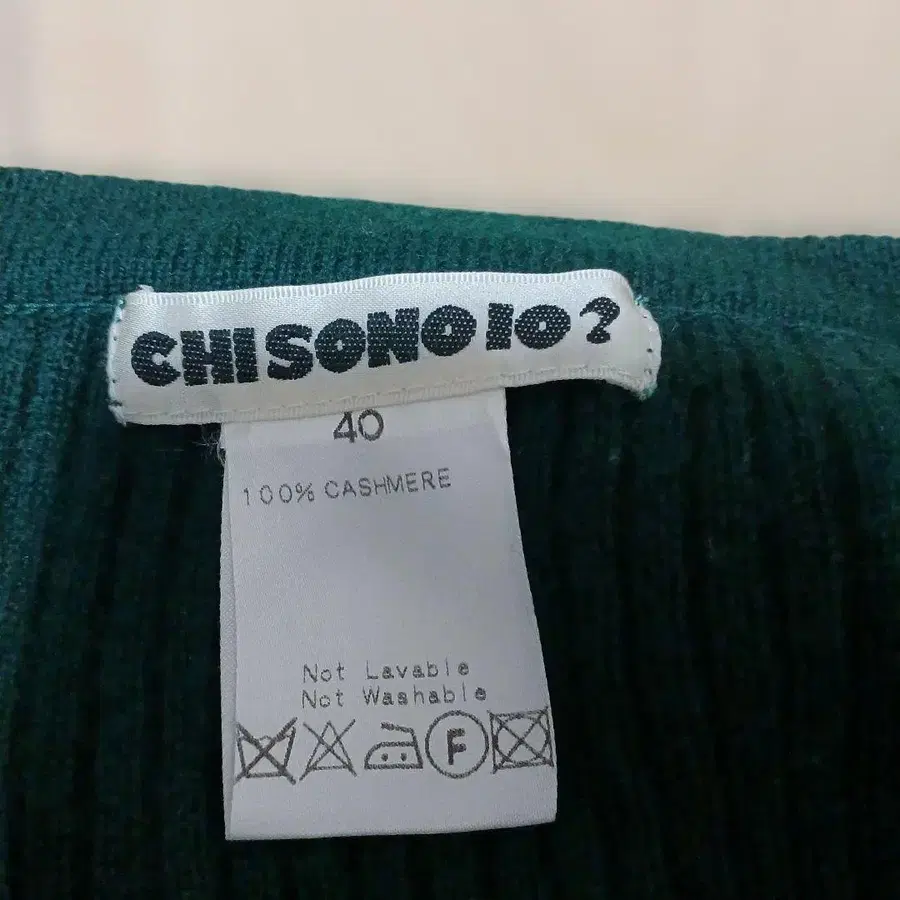 CHI SONO IO?
40
100% CASHMERE
Not Lavable
Not Washable
F